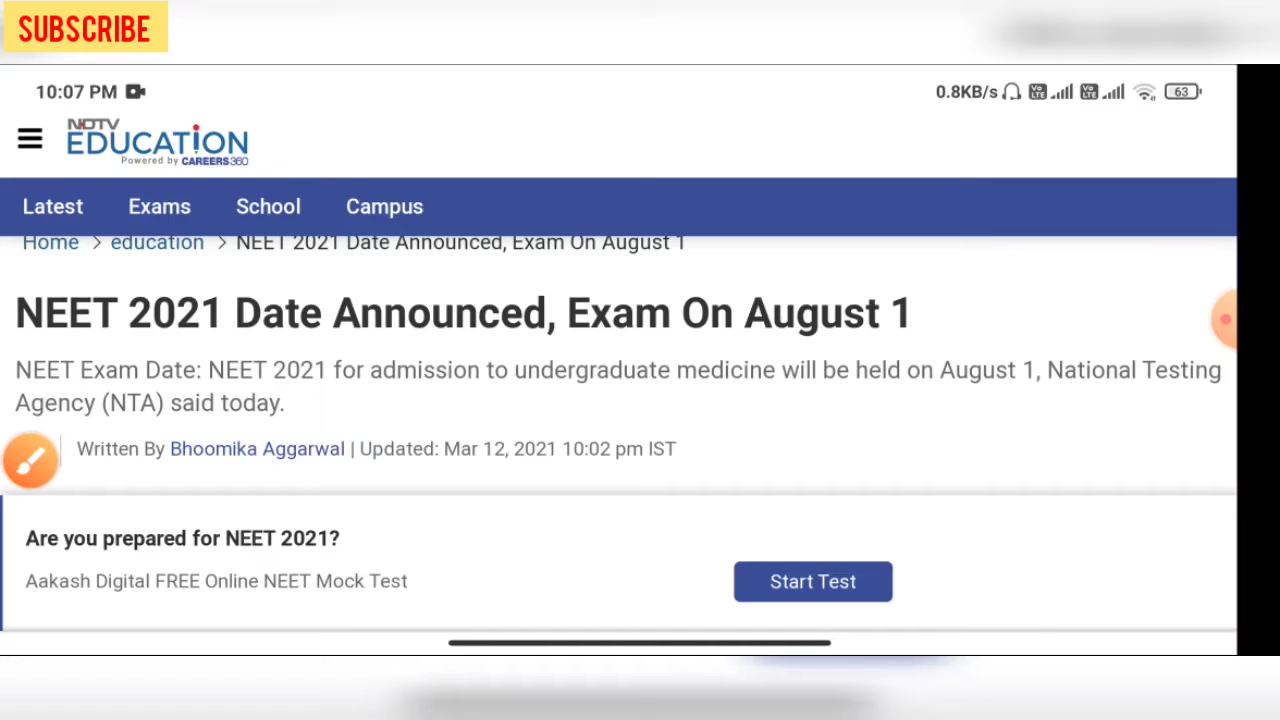 SUBSCRIBE
10:07 PM
0.8KB/s
Vo LTE
Vo LTE
63
NDTV
EDUCATION
Powered by CAREERS360
Latest Exams School Campus
Home > education > NEET 2021 Date Announced, Exam On August 1
NEET 2021 Date Announced, Exam On August 1
NEET Exam Date: NEET 2021 for admission to undergraduate medicine will be held on August 1, National Testing
Agency (NTA) said today.
Written By Bhoomika Aggarwal | Updated: Mar 12, 2021 10:02 pm IST
Are you prepared for NEET 2021?
Aakash Digital FREE Online NEET Mock Test
Start Test